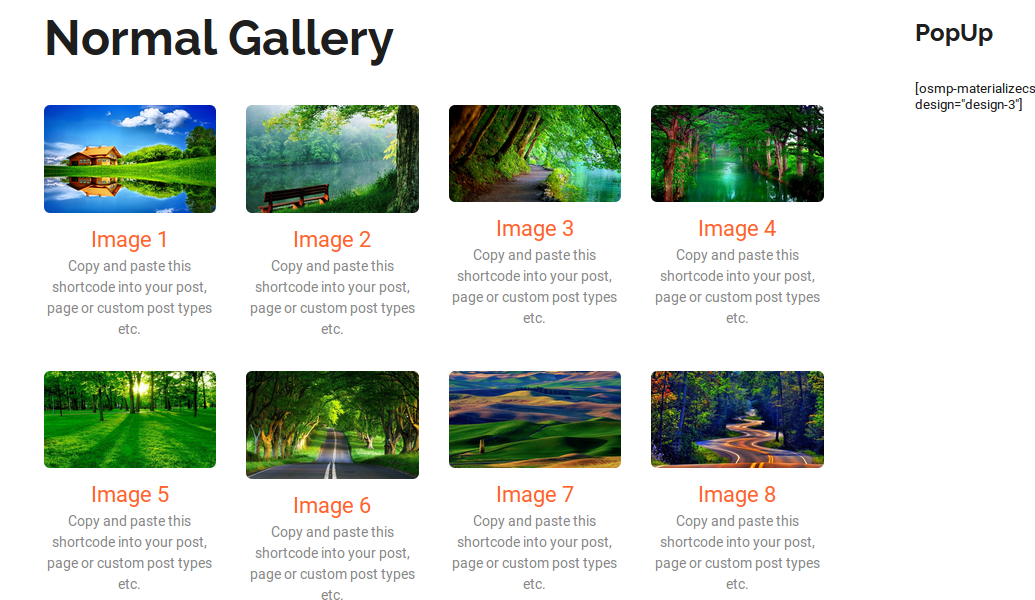 Normal Gallery
Image 1
Copy and paste this
shortcode into your post,
page or custom post types
etc.
Image 2
Copy and paste this
shortcode into your post,
page or custom post types
etc.
Image 3
Copy and paste this
shortcode into your post,
page or custom post types
etc.
Image 4
Copy and paste this
shortcode into your post,
page or custom post types
etc.
Image 5
Copy and paste this
shortcode into your post,
page or custom post types
etc.
Image 6
Copy and paste this
shortcode into your post,
page or custom post types
etc.
Image 7
Copy and paste this
shortcode into your post,
page or custom post types
etc.
Image 8
Copy and paste this
shortcode into your post,
page or custom post types
etc.
PopUp
[osmp-materializecs
design="design-3"]